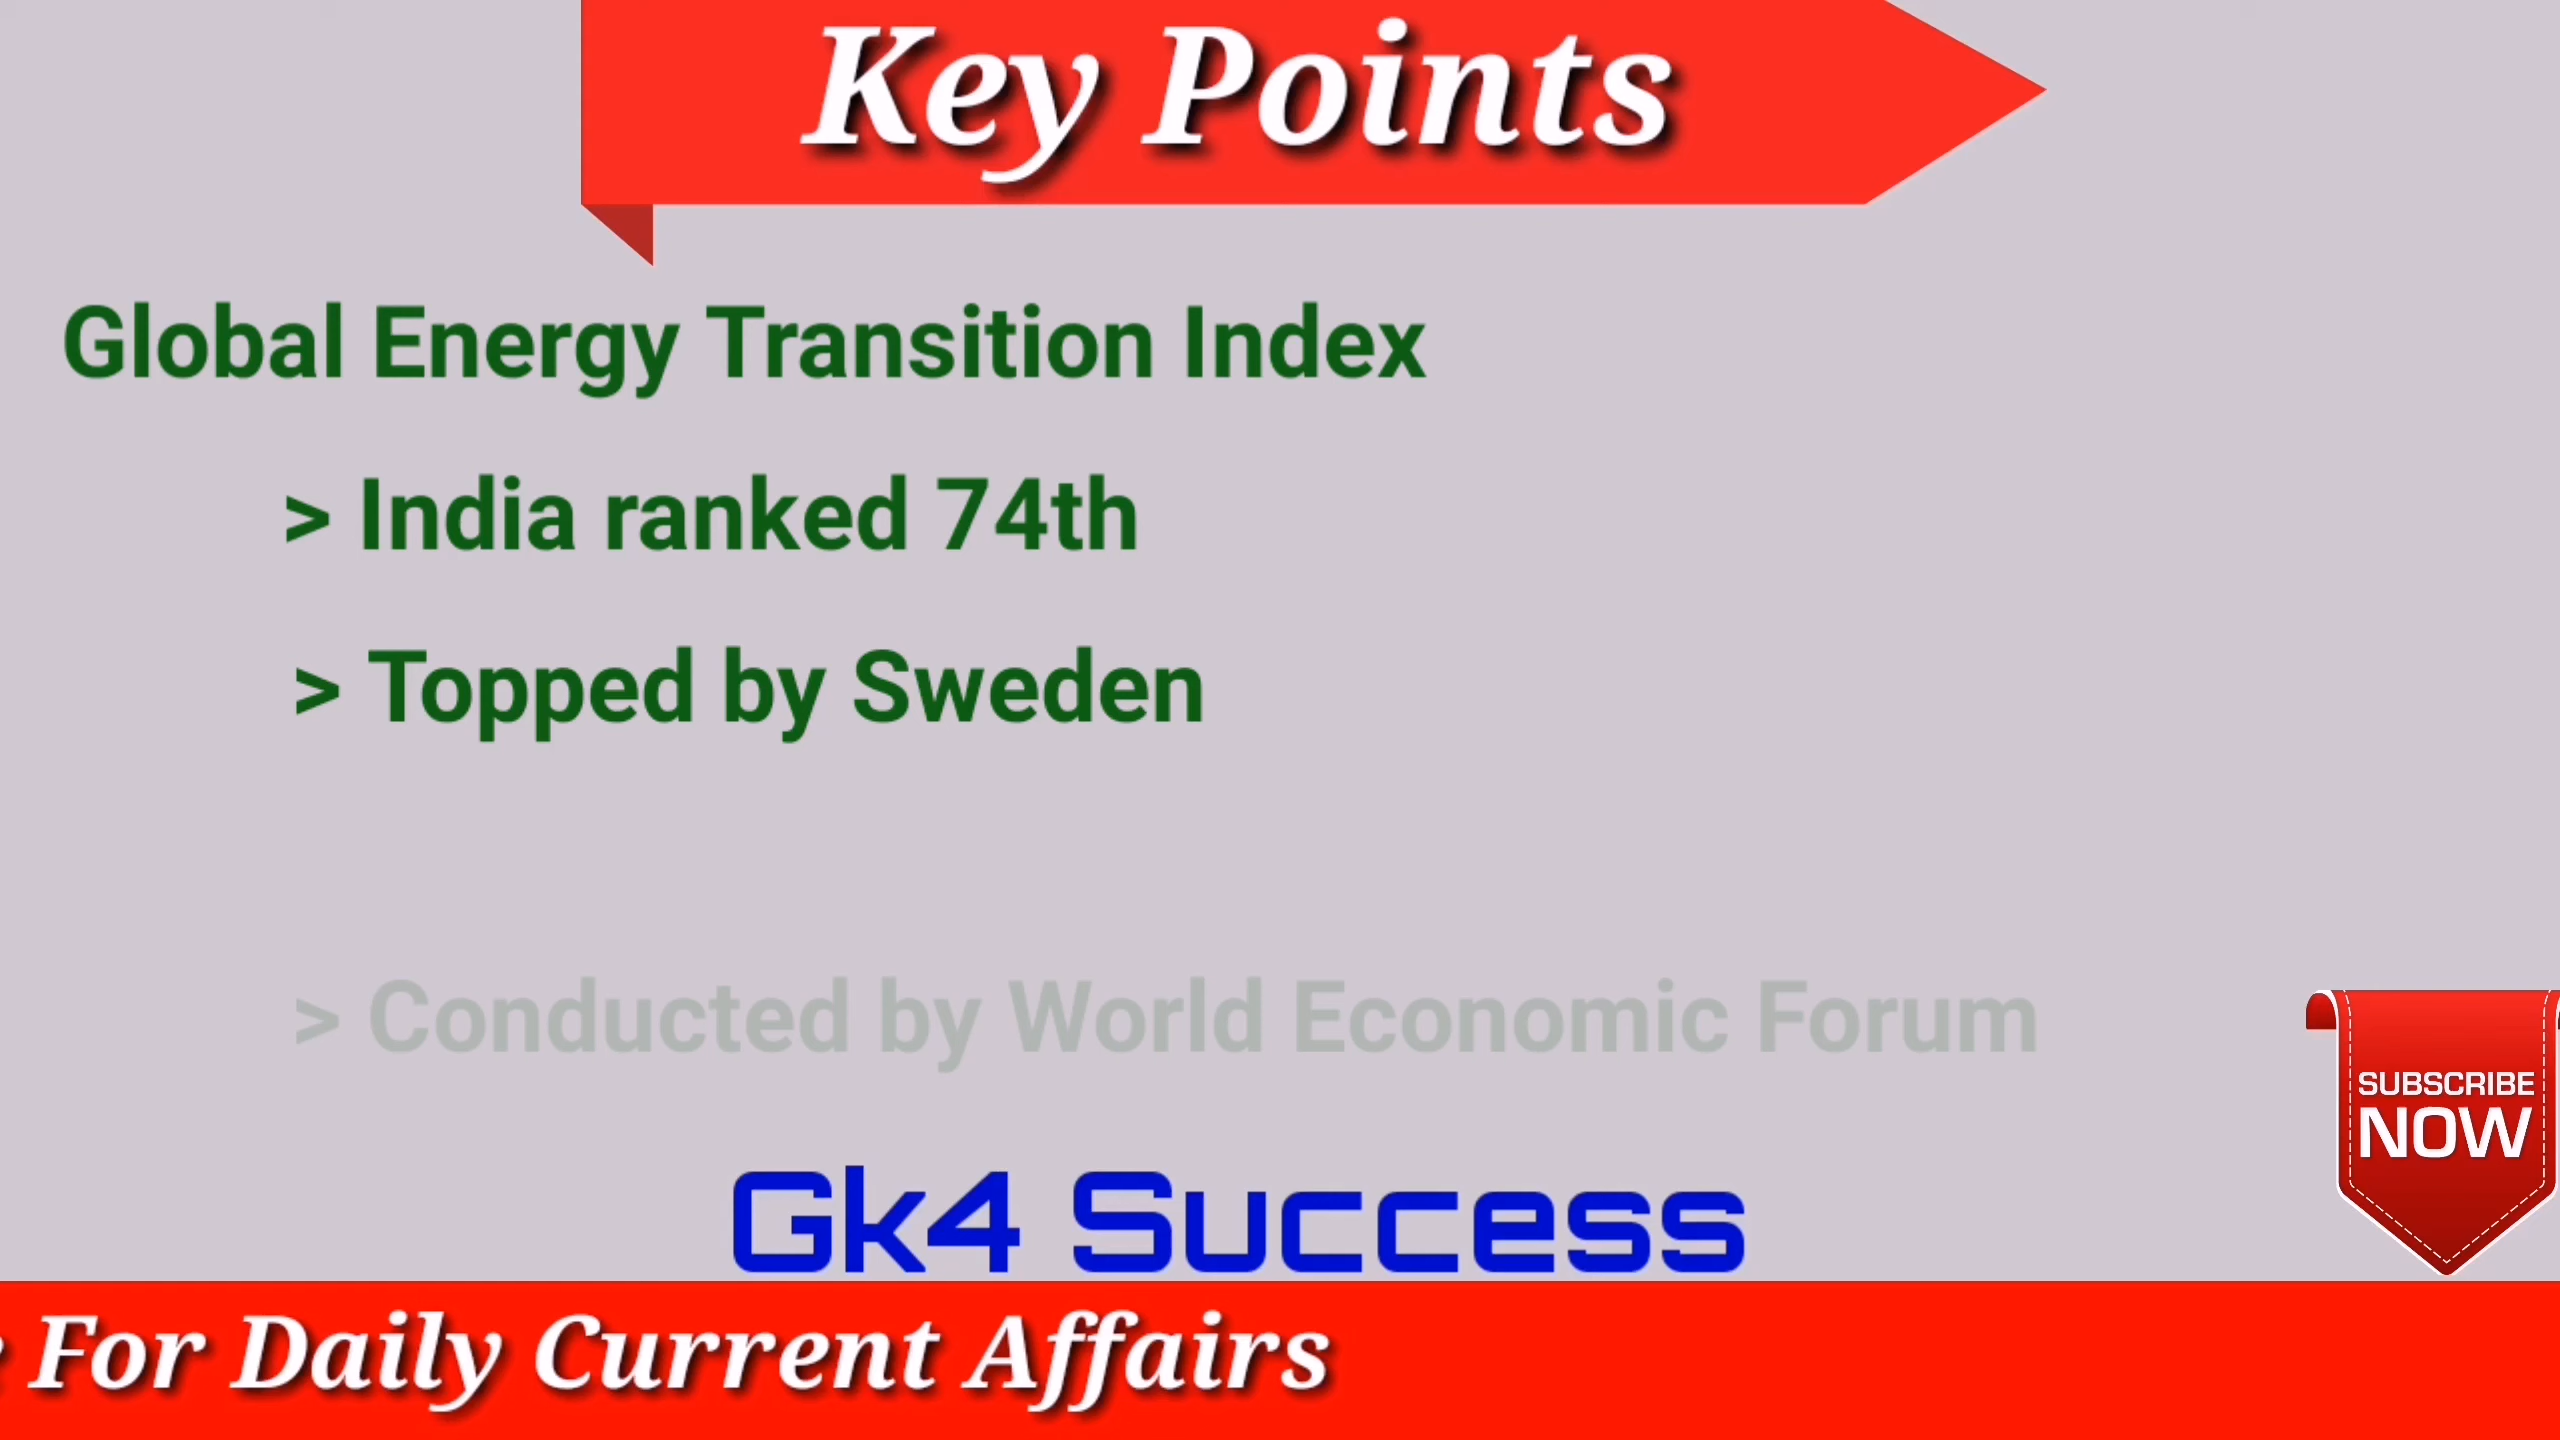 Key Points
Global Energy Transition Index
> India ranked 74th
> Topped by Sweden
> Conducted by World Economic Forum
SUBSCRIBE
NOW
Gk4 Success
For Daily Current Affairs